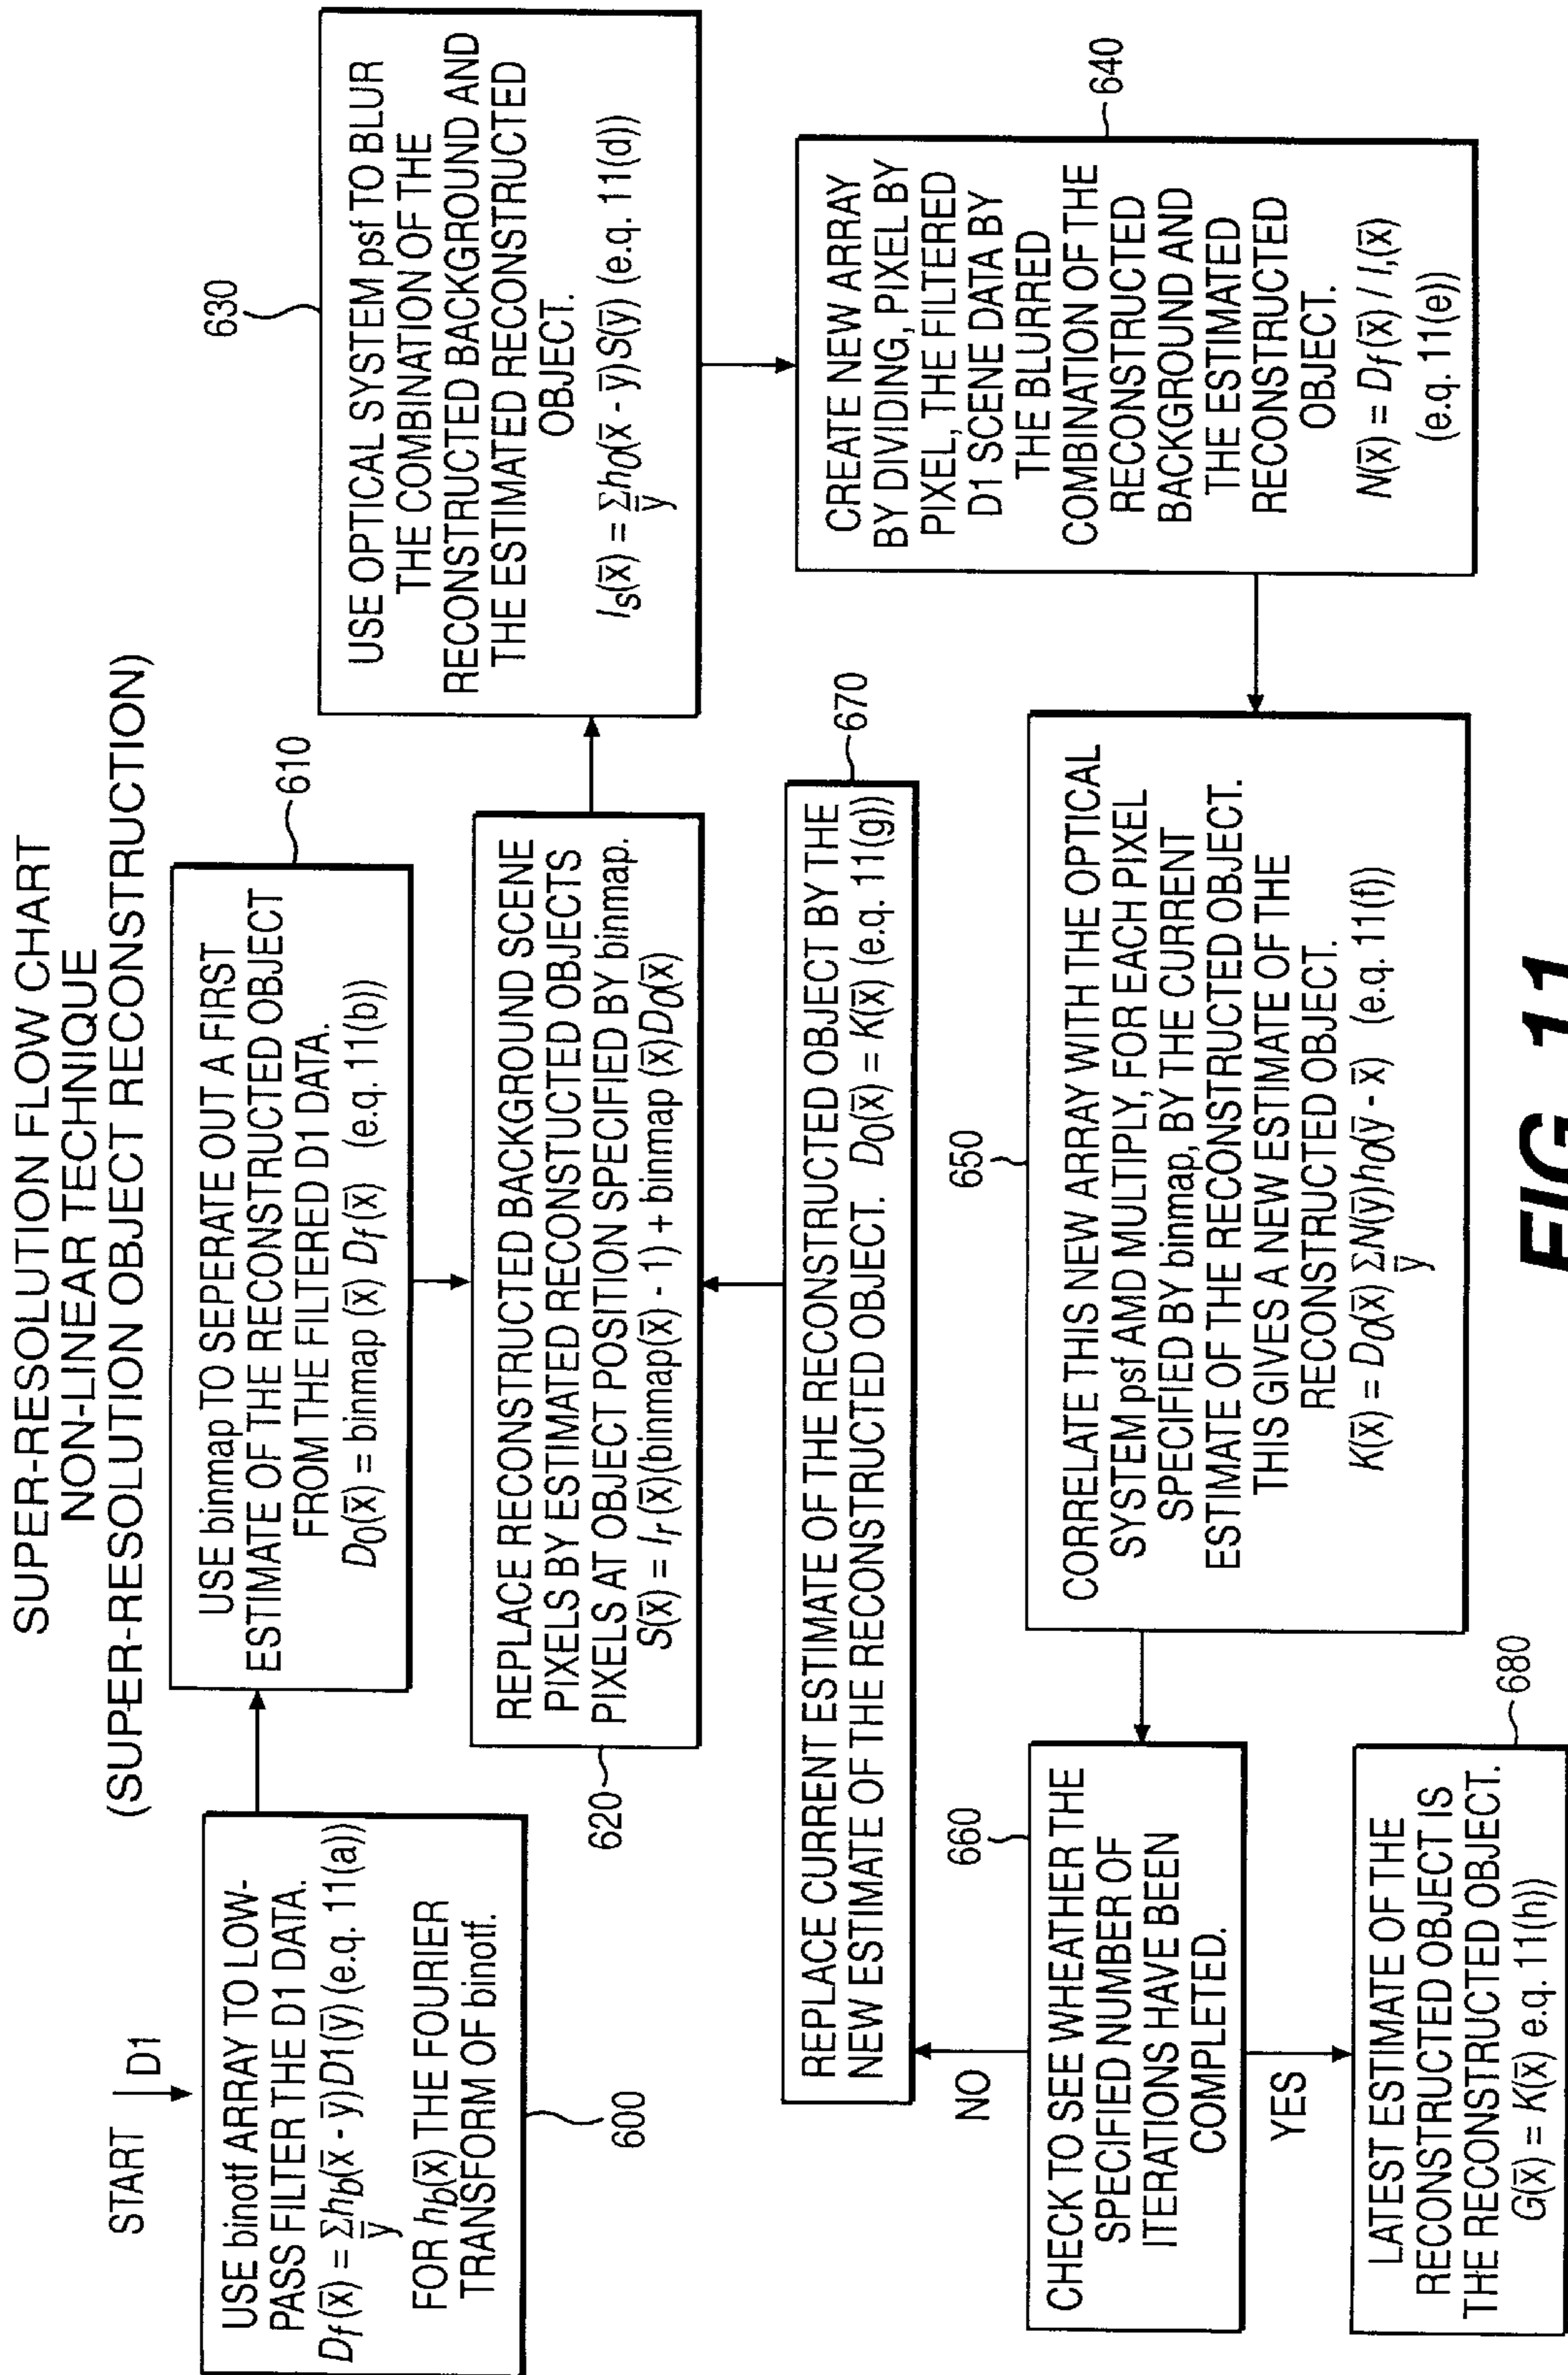 SUPER-RESOLUTION FLOW CHART
NON-LINEAR TECHNIQUE
(SUPER-RESOLUTION OBJECT RECONSTRUCTION)
START
D1
USE binotf ARRAY TO LOW-
PASS FILTER THE D1 DATA.
D_f(x̅) = Σ h_b(x̅ - y̅)D1(y̅) (e.q. 11(a))
y̅
FOR h_b(x̅) THE FOURIER
TRANSFORM OF binotf.
600
USE binmap TO SEPERATE OUT A FIRST
ESTIMATE OF THE RECONSTRUCTED OBJECT
FROM THE FILTERED D1 DATA.
D_0(x̅) = binmap (x̅) D_f(x̅) (e.q. 11(b))
610
REPLACE RECONSTRUCTED BACKGROUND SCENE
PIXELS BY ESTIMATED RECONSTUCTED OBJECTS
PIXELS AT OBJECT POSITION SPECIFIED BY binmap.
S(x̅) = I_r(x̅)(binmap(x̅) - 1) + binmap (x̅)D_0(x̅)
620
USE OPTICAL SYSTEM psf TO BLUR
THE COMBINATION OF THE
RECONSTRUCTED BACKGROUND AND
THE ESTIMATED RECONSTRUCTED
OBJECT.
I_s(x̅) = Σ h_0(x̅ - y̅)S(y̅) (e.q. 11(d))
y̅
630
CREATE NEW ARRAY
BY DIVIDING, PIXEL BY
PIXEL, THE FILTERED
D1 SCENE DATA BY
THE BLURRED
COMBINATION OF THE
RECONSTRUCTED
BACKGROUND AND
THE ESTIMATED
RECONSTRUCTED
OBJECT.
N(x̅) = D_f(x̅) / I,(x̅)
(e.q. 11(e))
640
CORRELATE THIS NEW ARRAY WITH THE OPTICAL
SYSTEM psf AMD MULTIPLY, FOR EACH PIXEL
SPECIFIED BY binmap, BY THE CURRENT
ESTIMATE OF THE RECONSTRUCTED OBJECT.
THIS GIVES A NEW ESTIMATE OF THE
RECONSTRUCTED OBJECT.
K(x̅) = D_0(x̅) Σ N(y̅)h_0(y̅ - x̅) (e.q. 11(f))
y̅
650
CHECK TO SEE WHEATHER THE
SPECIFIED NUMBER OF
ITERATIONS HAVE BEEN
COMPLETED.
660
NO
YES
REPLACE CURRENT ESTIMATE OF THE RECONSTRUCTED OBJECT BY THE
NEW ESTIMATE OF THE RECONSTRUCTED OBJECT. D_0(x̅) = K(x̅) (e.q. 11(g))
670
LATEST ESTIMATE OF THE
RECONSTRUCTED OBJECT IS
THE RECONSTRUCTED OBJECT.
G(x̅) = K(x̅) e.q. 11(h))
680
FIG. 11